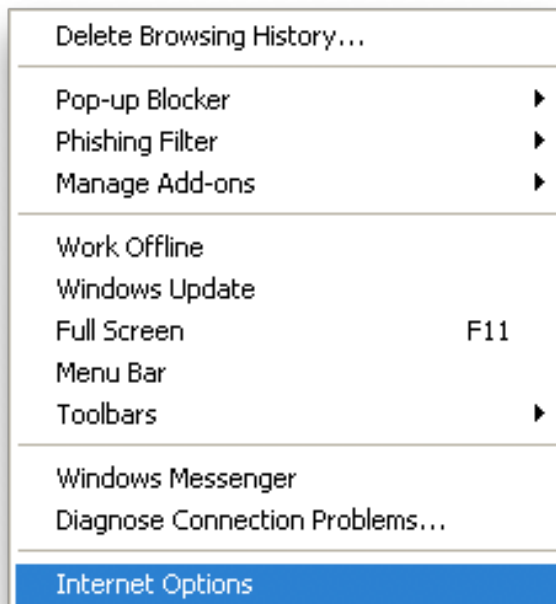 Delete Browsing History...
Pop-up Blocker
Phishing Filter
Manage Add-ons
Work Offline
Windows Update
Full Screen F11
Menu Bar
Toolbars
Windows Messenger
Diagnose Connection Problems...
Internet Options